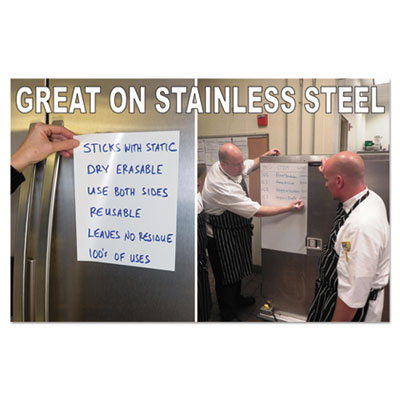 GREAT ON STAINLESS STEEL
STICKS WITH STATIC
DRY ERASABLE
USE BOTH SIDES
REUSABLE
LEAVES NO RESIDUE
100's OF USES